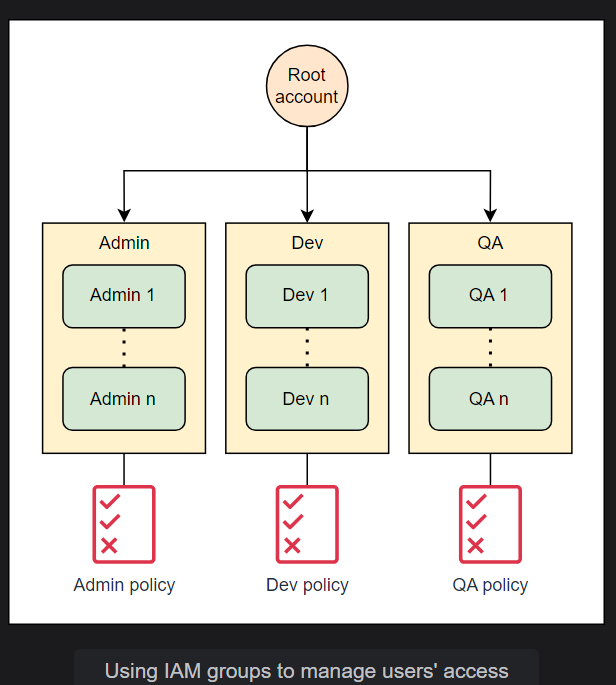 Root
account
Admin
Dev
QA
Admin 1
Dev 1
QA 1
Admin n
Dev n
QA n
Admin policy
Dev policy
QA policy
Using IAM groups to manage users' access